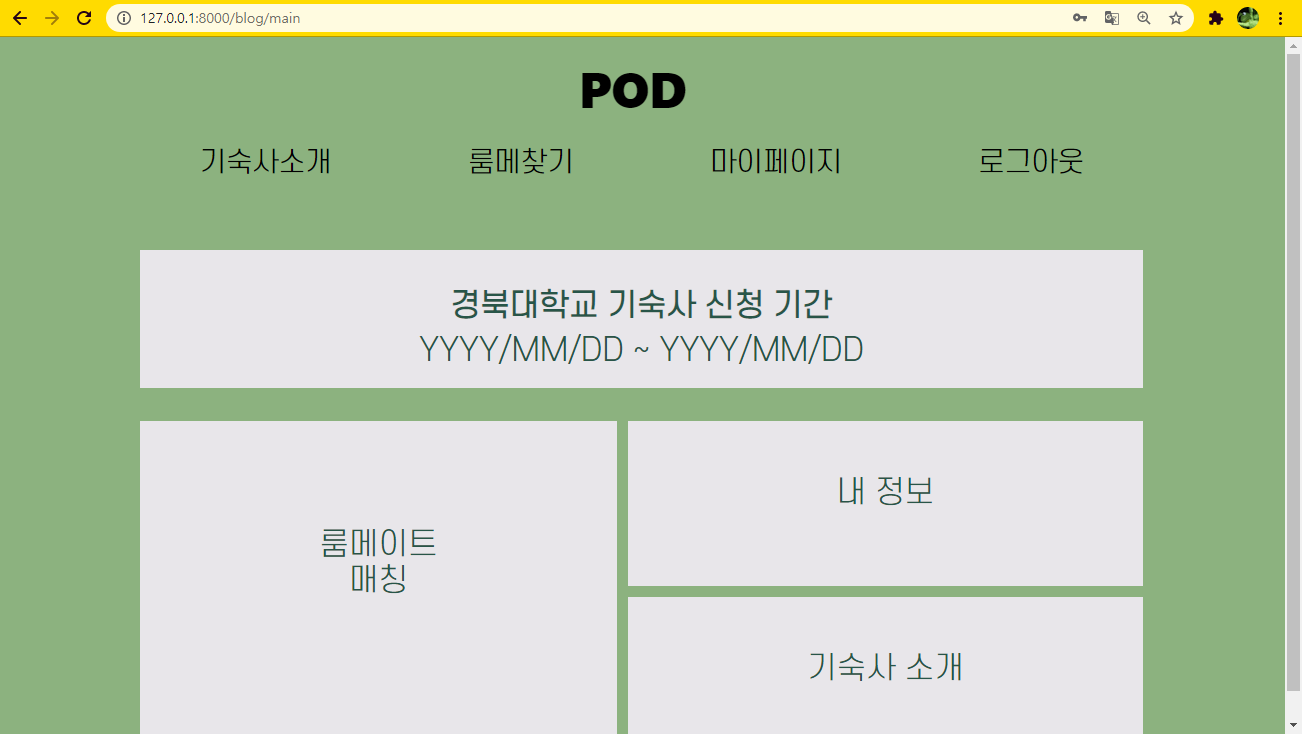 127.0.0.1:8000/blog/main
POD
기숙사소개 룸메찾기 마이페이지 로그아웃
경북대학교 기숙사 신청 기간
YYYY/MM/DD ~ YYYY/MM/DD
룸메이트
매칭
내 정보
기숙사 소개